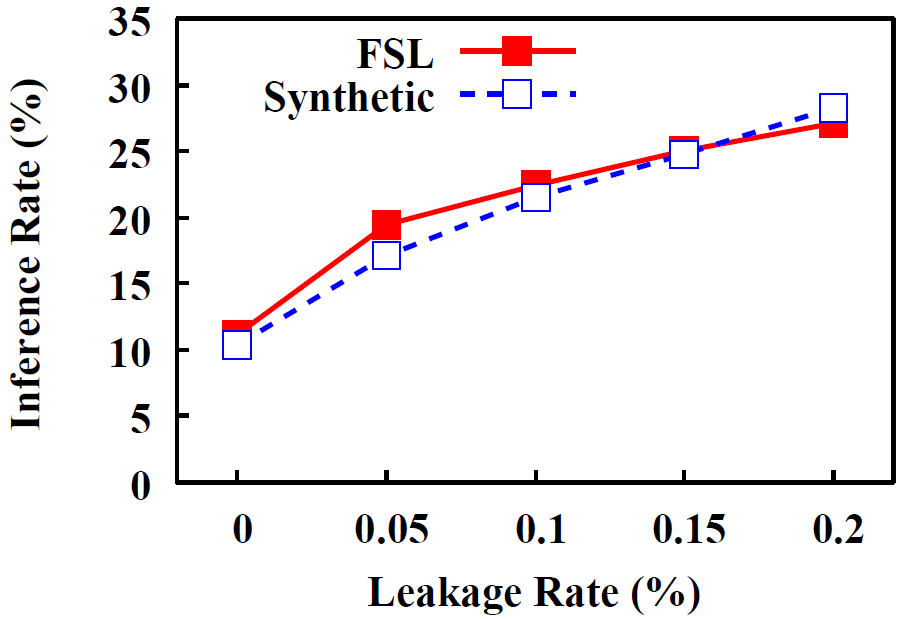 35
30
25
20
15
10
5
0
Inference Rate (%)
FSL
Synthetic
0 0.05 0.1 0.15 0.2
Leakage Rate (%)